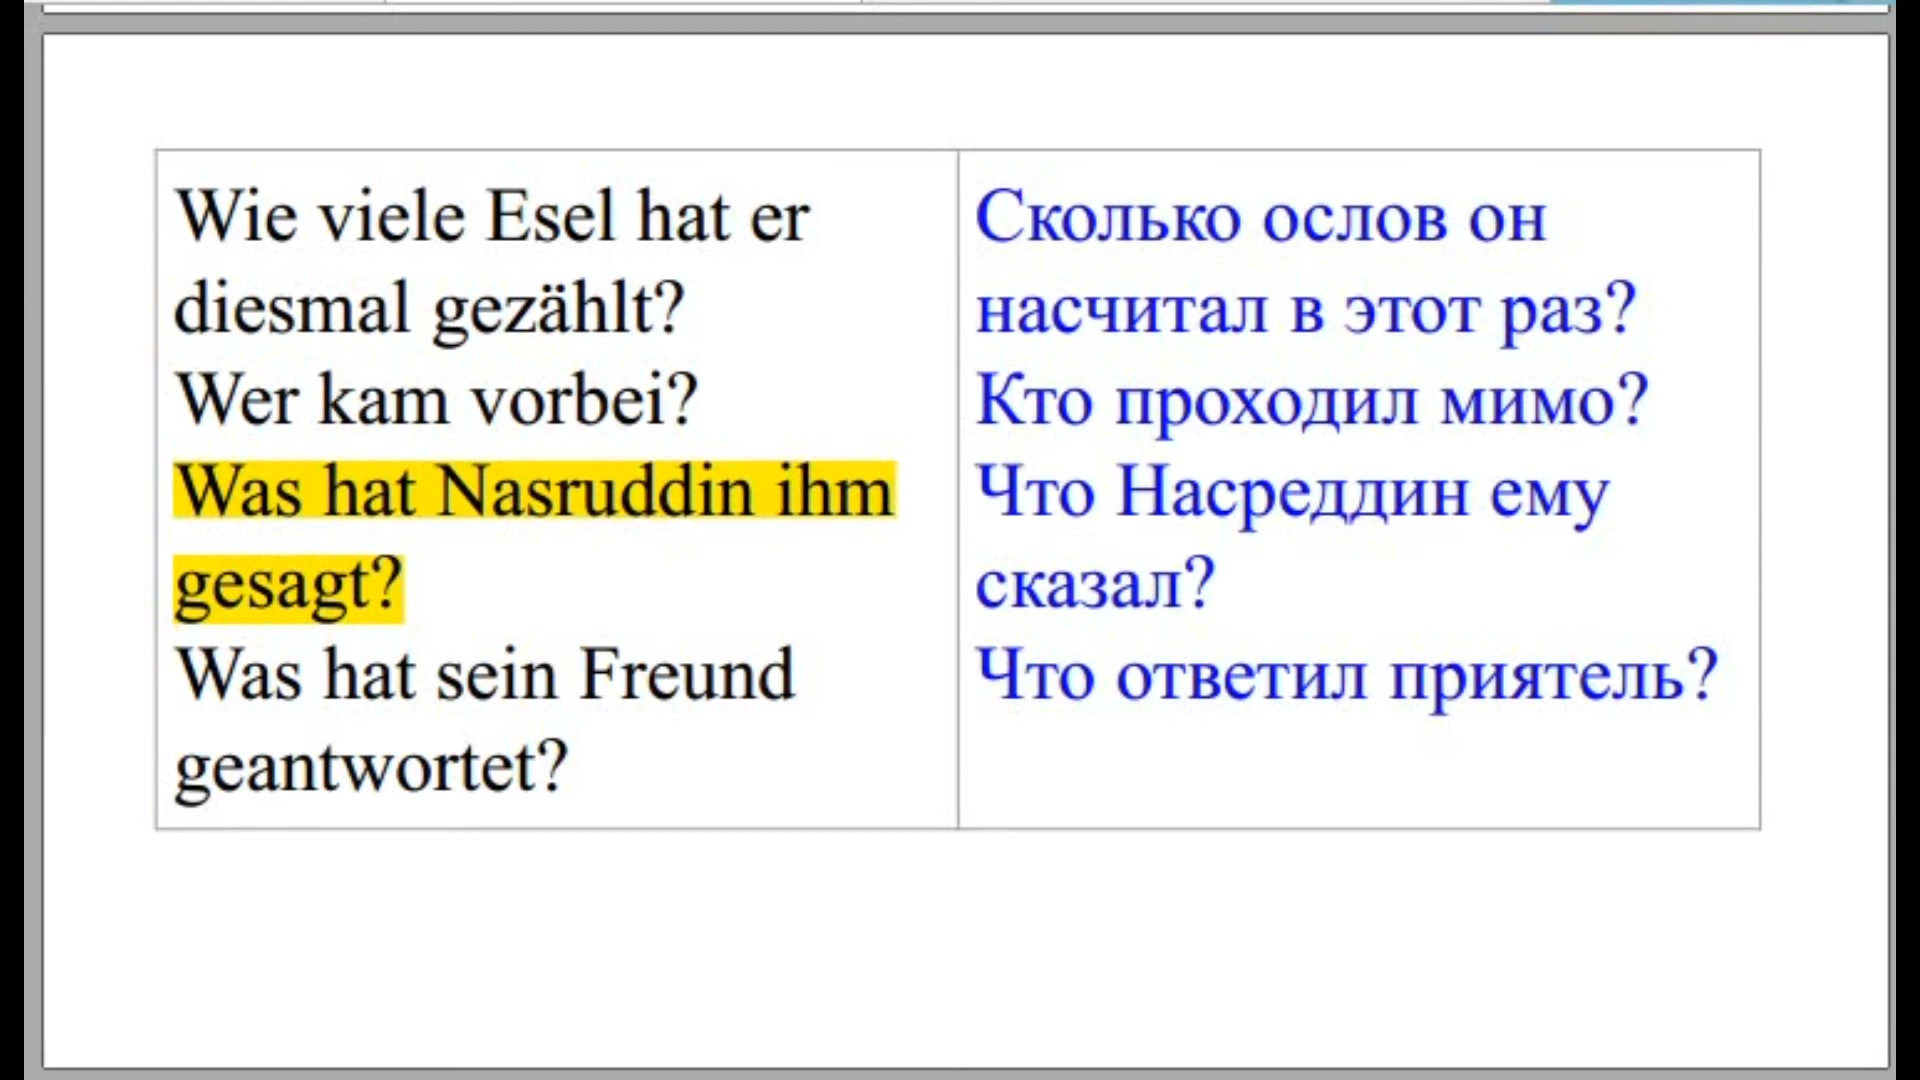 Wie viele Esel hat er
diesmal gezählt?
Wer kam vorbei?
Was hat Nasruddin ihm
gesagt?
Was hat sein Freund
geantwortet?
Сколько ослов он
насчитал в этот раз?
Кто проходил мимо?
Что Насреддин ему
сказал?
Что ответил приятель?